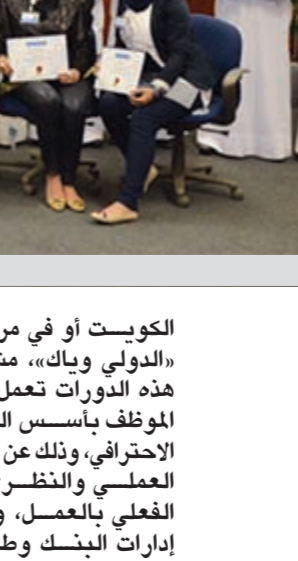 الكويت أو في مر
«الدولي وياك»، مث
هذه الدورات تعمل
الموظف بأسس ال
الاحترافي، وذلك عن
العملي والنظر
الفعلي بالعمل، و
إدارات البنك وط